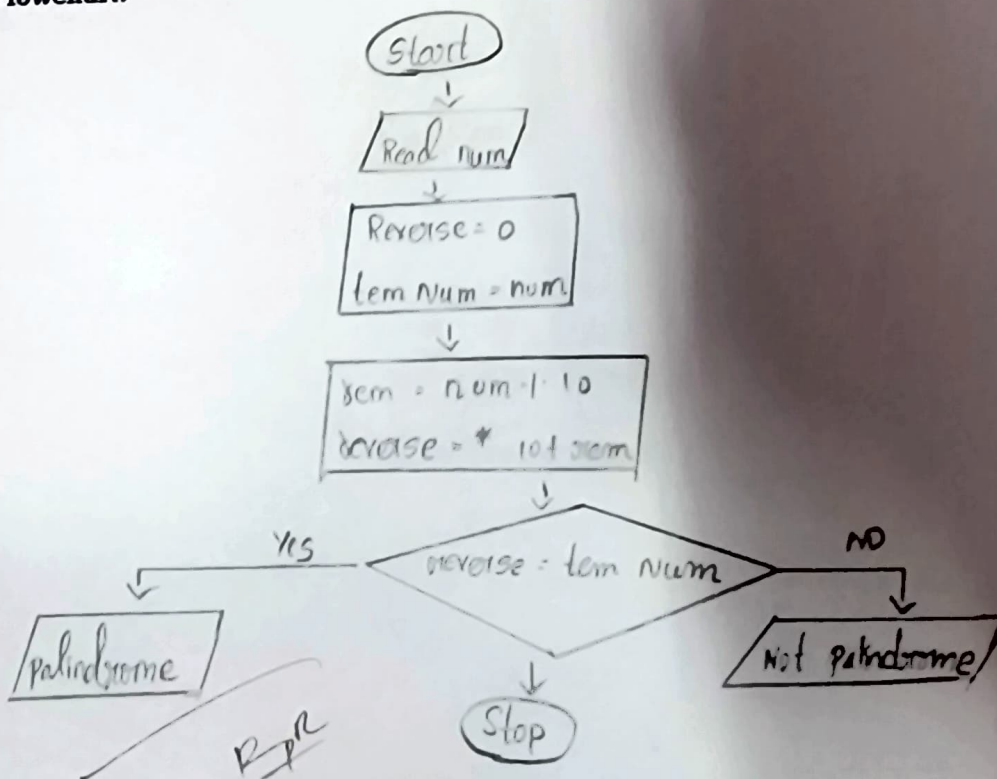 lowchart.
Start
Read num
Reverse = 0
tem Num = num
rem = num % 10
reverse = * 10 + rem
reverse = tem Num
YES
NO
palindrome
Not palindrome
Stop